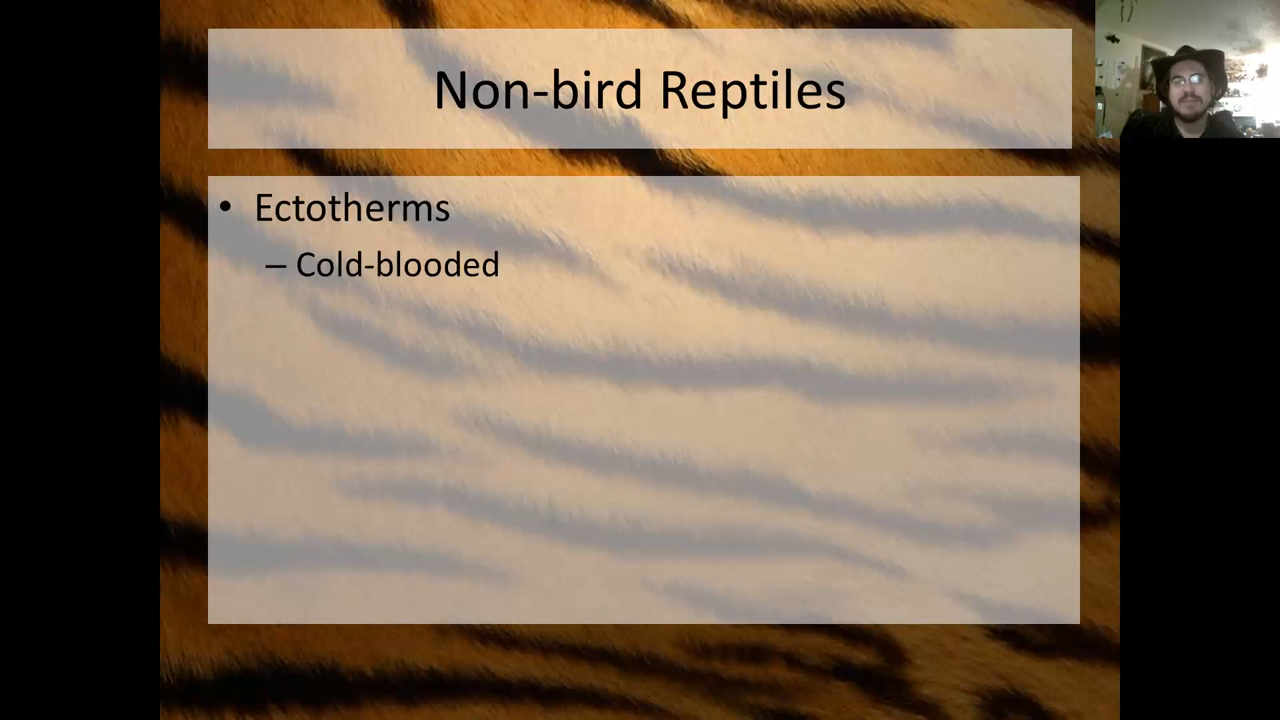 Non-bird Reptiles
• Ectotherms
– Cold-blooded